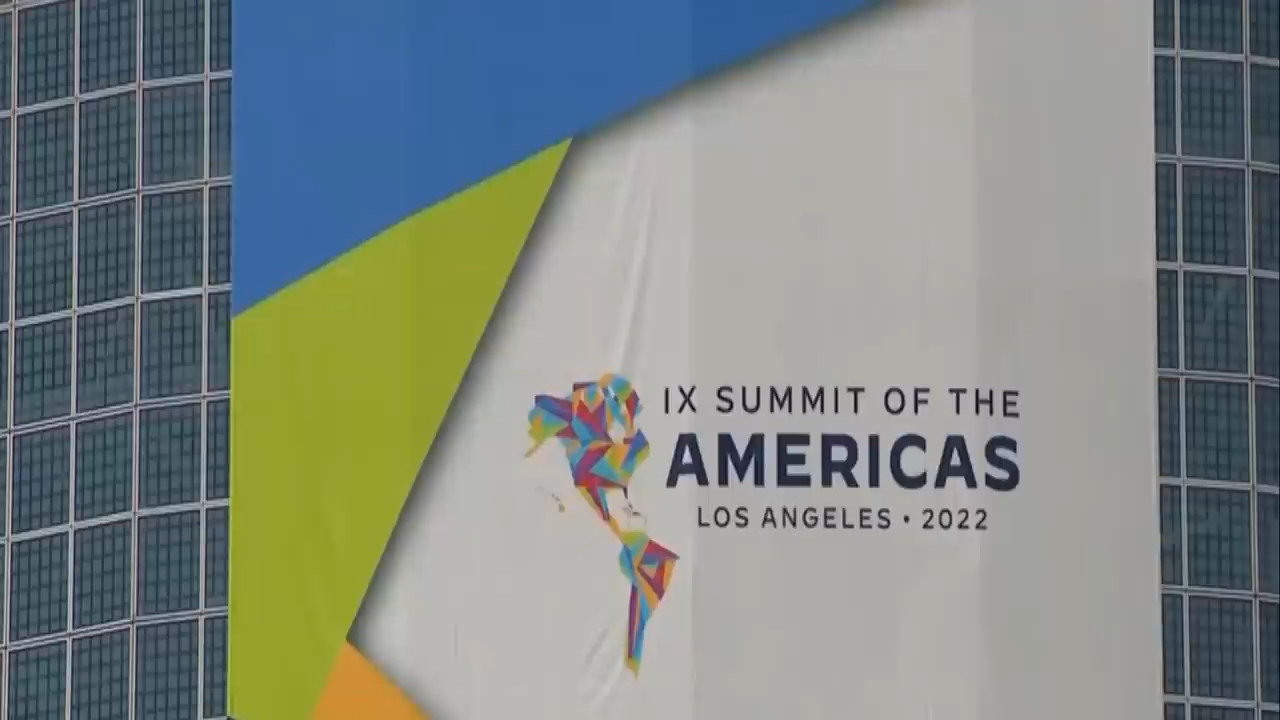 IX SUMMIT OF THE
AMERICAS
LOS ANGELES • 2022